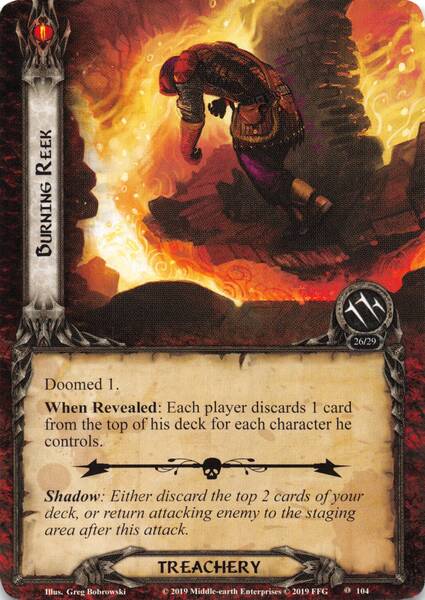 BURNING REEK
26/29
Doomed 1.
When Revealed: Each player discards 1 card
from the top of his deck for each character he
controls.
Shadow: Either discard the top 2 cards of your
deck, or return attacking enemy to the staging
area after this attack.
TREACHERY
Illus. Greg Bobrowski © 2019 Middle-earth Enterprises © 2019 FFG 104